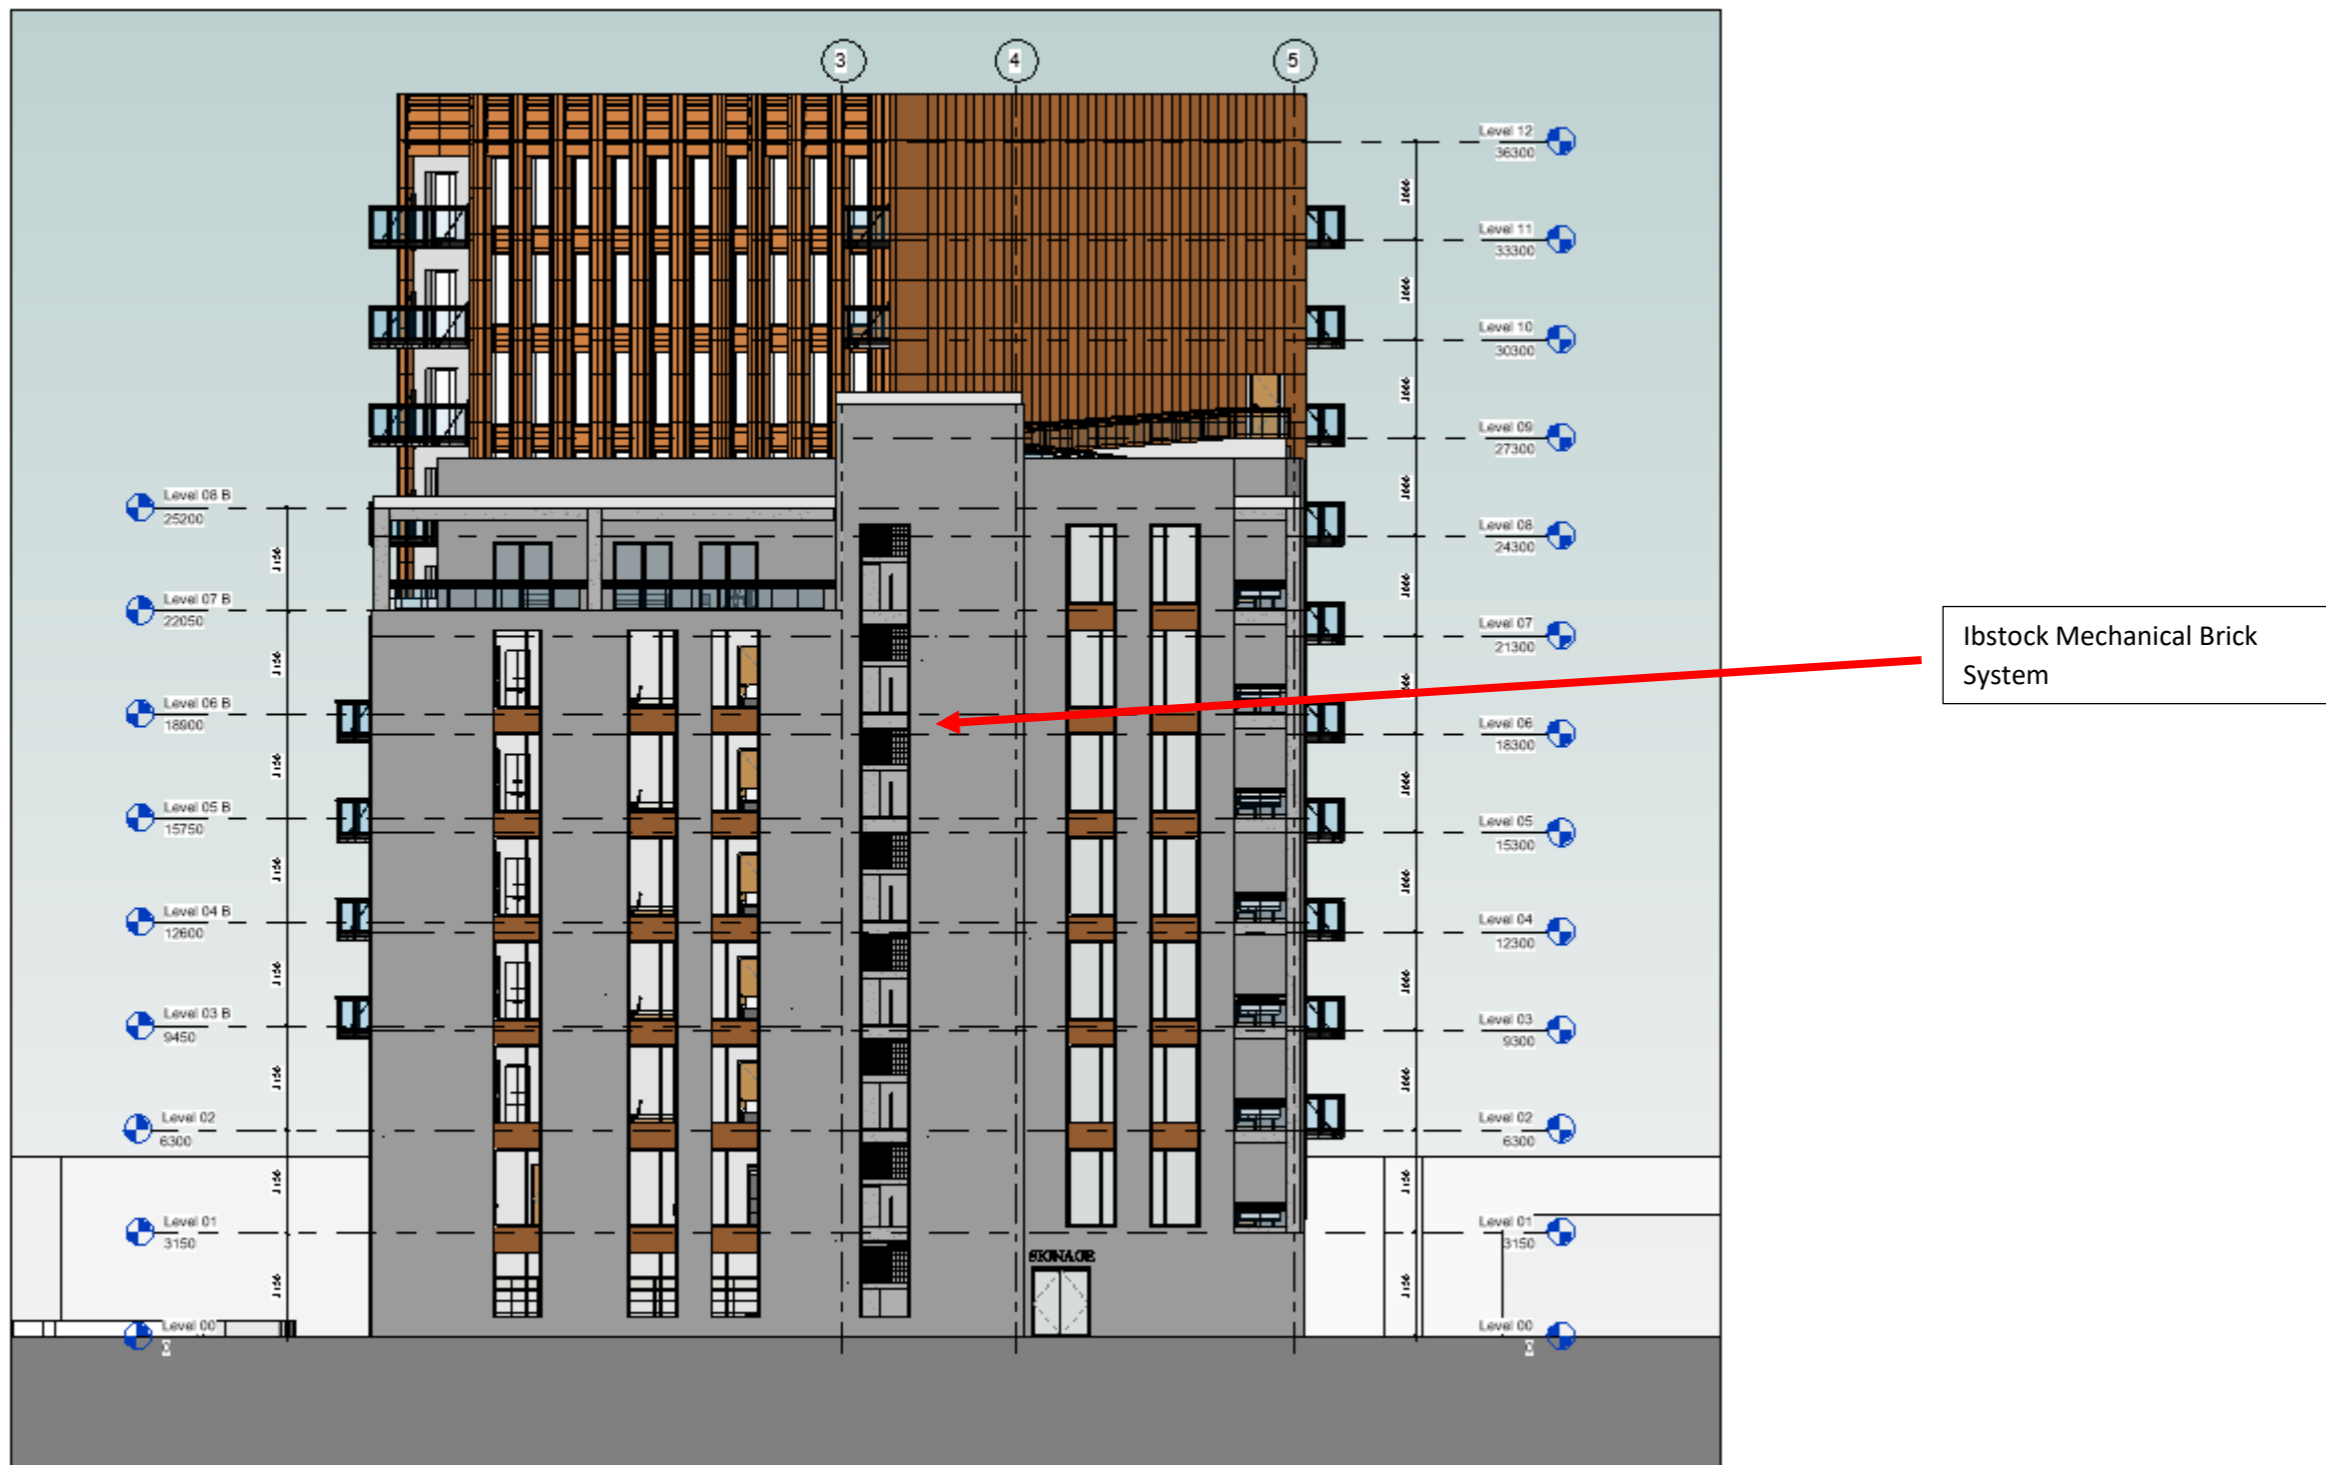 3
4
5
Level 12
36300
Level 11
33300
Level 10
30300
Level 09
27300
Level 08 B
25200
Level 08
24300
Level 07 B
22050
Level 07
21300
Ibstock Mechanical Brick
System
Level 06 B
18900
Level 06
18300
Level 05 B
15750
Level 05
15300
Level 04 B
12600
Level 04
12300
Level 03 B
9450
Level 03
9300
Level 02
6300
Level 02
6300
Level 01
3150
Level 01
3150
Level 00
0
Level 00
0